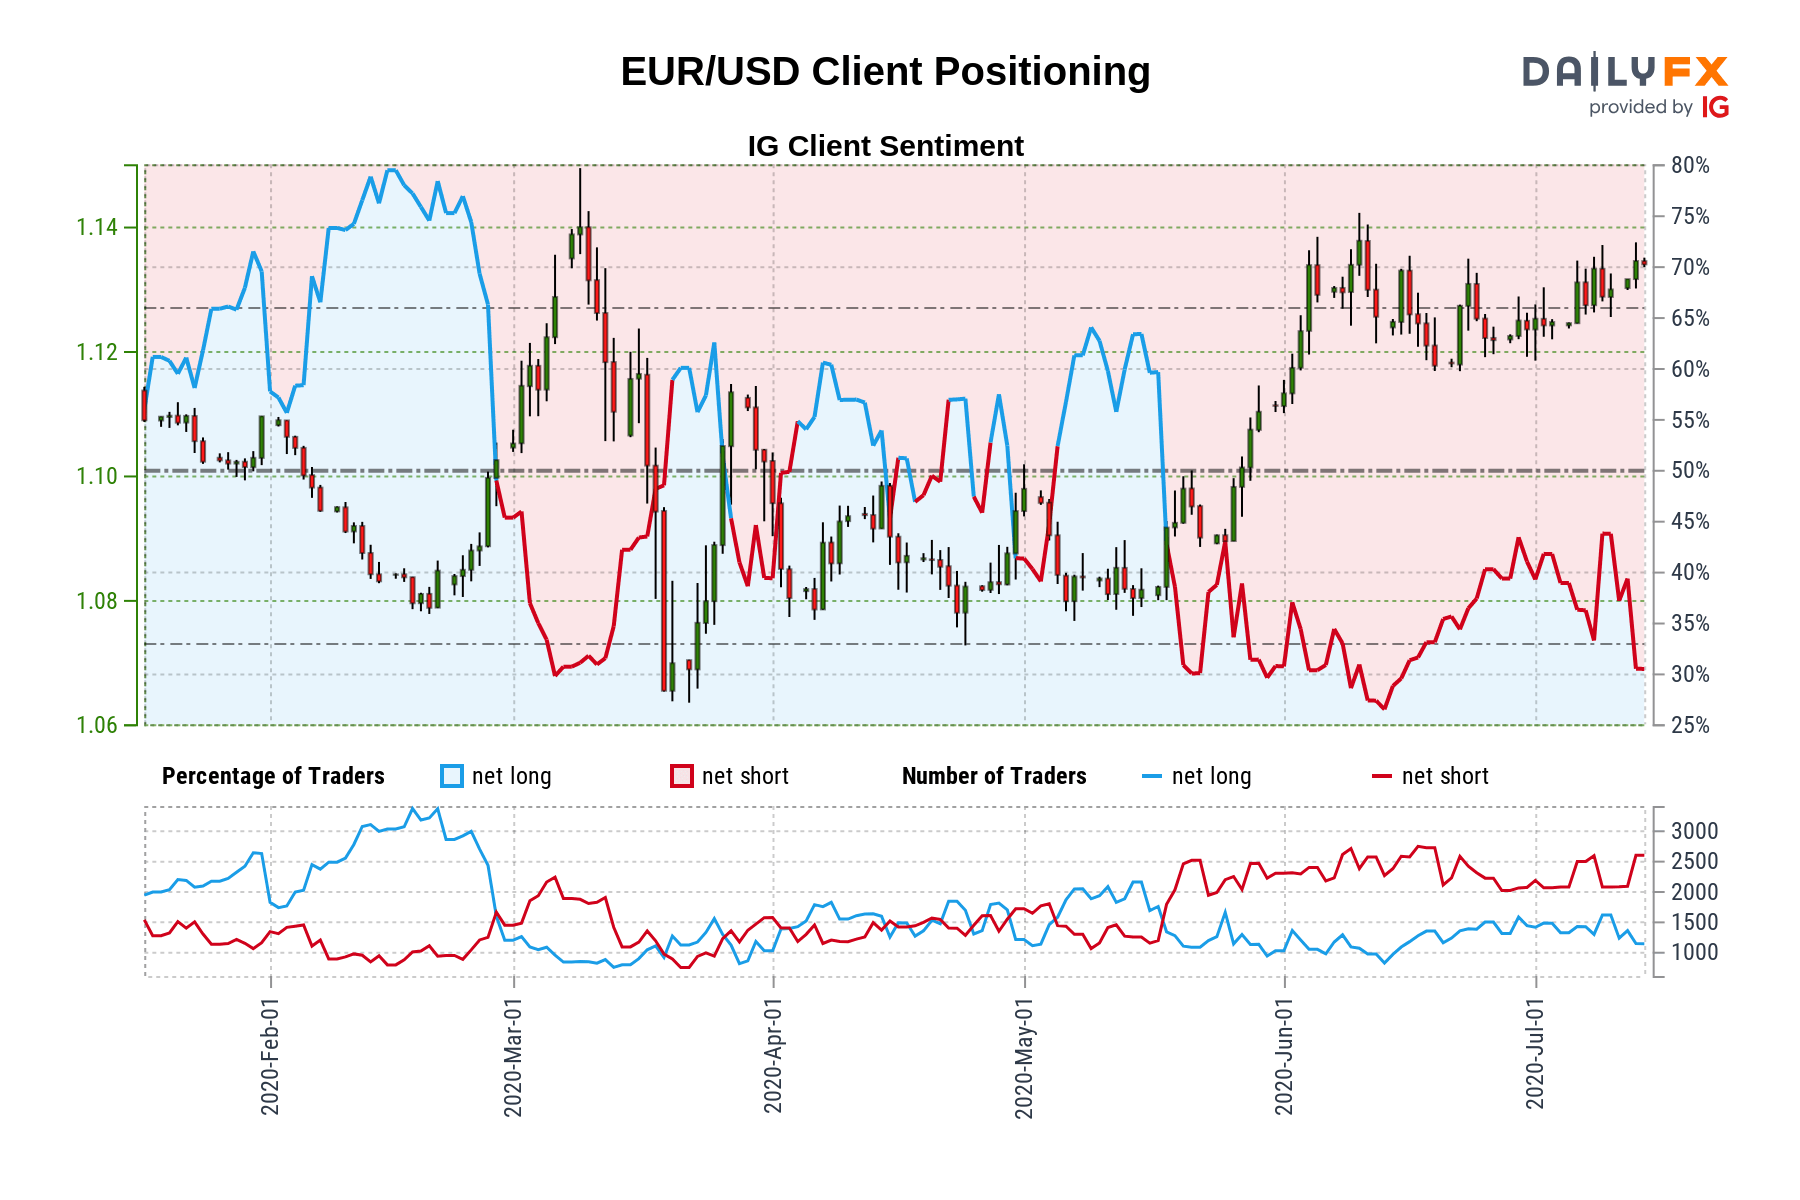 EUR/USD Client Positioning
DAILYFX
provided by IG
IG Client Sentiment
1.14
1.12
1.10
1.08
1.06
80%
75%
70%
65%
60%
55%
50%
45%
40%
35%
30%
25%
Percentage of Traders net long net short Number of Traders net long net short
3000
2500
2000
1500
1000
2020-Feb-01
2020-Mar-01
2020-Apr-01
2020-May-01
2020-Jun-01
2020-Jul-01